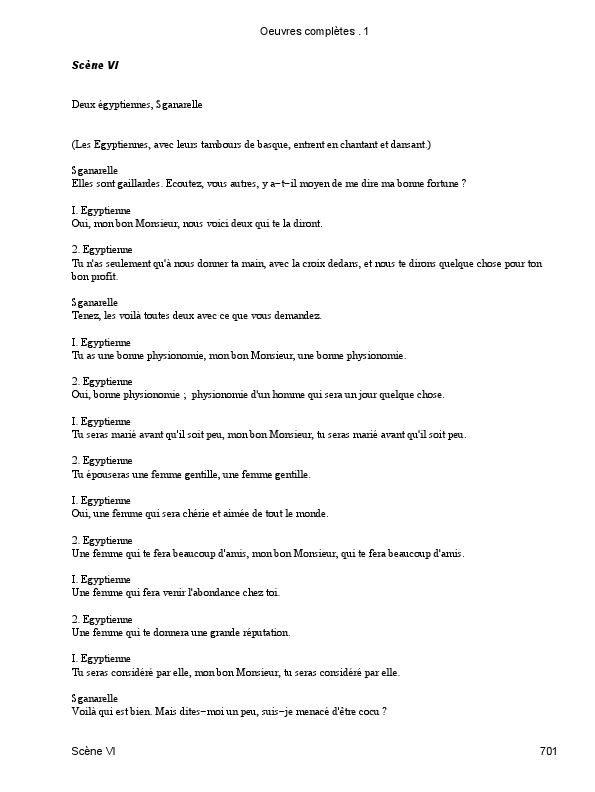 Oeuvres complètes . 1
Scène VI
Deux égyptiennes, Sganarelle
(Les Egyptiennes, avec leurs tambours de basque, entrent en chantant et dansant.)
Sganarelle
Elles sont gaillardes. Ecoutez, vous autres, y a-t-il moyen de me dire ma bonne fortune ?
I. Egyptienne
Oui, mon bon Monsieur, nous voici deux qui te la diront.
2. Egyptienne
Tu n'as seulement qu'à nous donner ta main, avec la croix dedans, et nous te dirons quelque chose pour ton
bon profit.
Sganarelle
Tenez, les voilà toutes deux avec ce que vous demandez.
I. Egyptienne
Tu as une bonne physionomie, mon bon Monsieur, une bonne physionomie.
2. Egyptienne
Oui, bonne physionomie ; physionomie d'un homme qui sera un jour quelque chose.
I. Egyptienne
Tu seras marié avant qu'il soit peu, mon bon Monsieur, tu seras marié avant qu'il soit peu.
2. Egyptienne
Tu épouseras une femme gentille, une femme gentille.
I. Egyptienne
Oui, une femme qui sera chérie et aimée de tout le monde.
2. Egyptienne
Une femme qui te fera beaucoup d'amis, mon bon Monsieur, qui te fera beaucoup d'amis.
I. Egyptienne
Une femme qui fera venir l'abondance chez toi.
2. Egyptienne
Une femme qui te donnera une grande réputation.
I. Egyptienne
Tu seras considéré par elle, mon bon Monsieur, tu seras considéré par elle.
Sganarelle
Voilà qui est bien. Mais dites-moi un peu, suis-je menacé d'être cocu ?
Scène VI 701